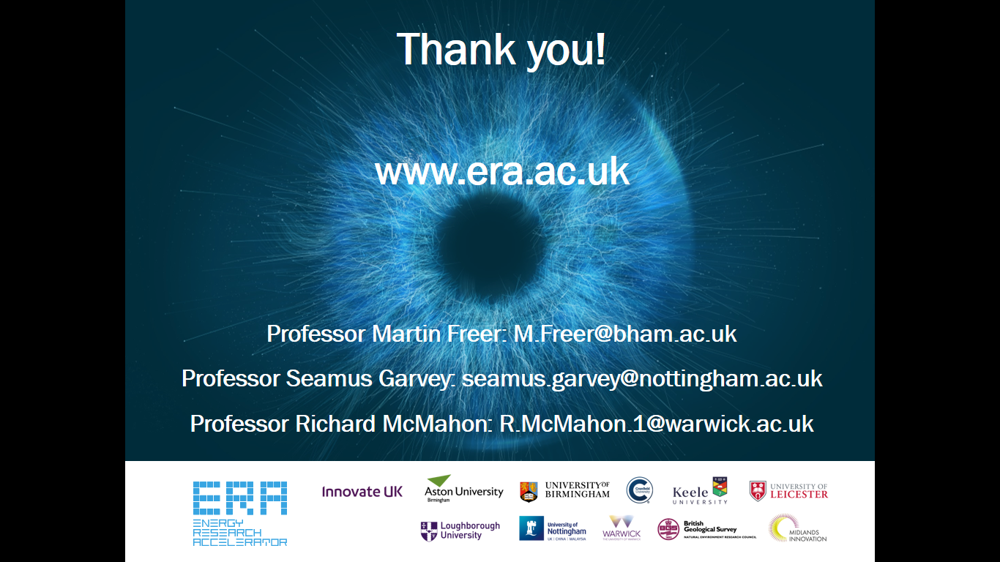 Thank you!
www.era.ac.uk
Professor Martin Freer: M.Freer@bham.ac.uk
Professor Seamus Garvey: seamus.garvey@nottingham.ac.uk
Professor Richard McMahon: R.McMahon.1@warwick.ac.uk
ERA
ENERGY
RESEARCH
ACCELERATOR
Innovate UK
Aston University
Birmingham
UNIVERSITY OF
BIRMINGHAM
Cranfield
University
Keele
UNIVERSITY
UNIVERSITY OF
LEICESTER
Loughborough
University
University of
Nottingham
UK | CHINA | MALAYSIA
WARWICK
THE UNIVERSITY OF WARWICK
BGS
British
Geological Survey
NATURAL ENVIRONMENT RESEARCH COUNCIL
MIDLANDS
INNOVATION